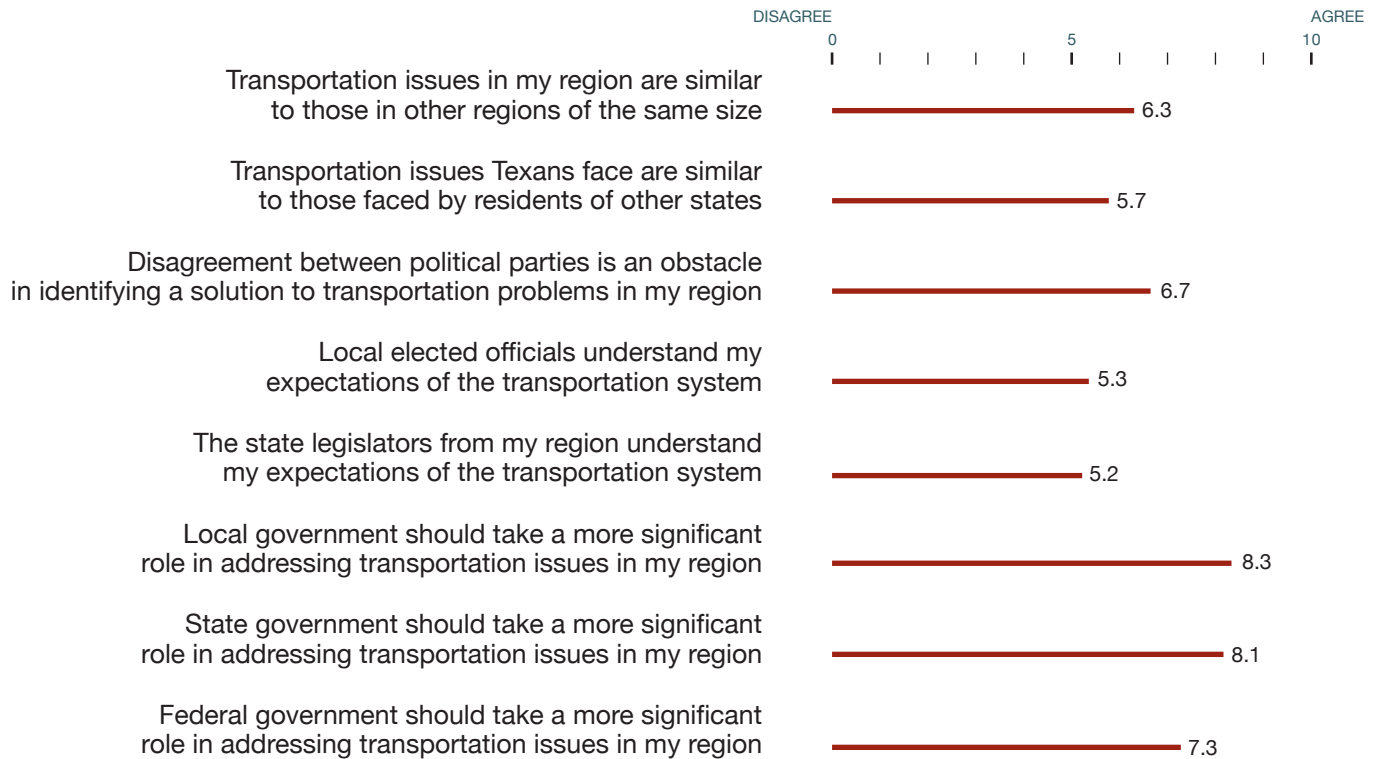 DISAGREE AGREE
0 5 10
Transportation issues in my region are similar
to those in other regions of the same size
6.3
Transportation issues Texans face are similar
to those faced by residents of other states
5.7
Disagreement between political parties is an obstacle
in identifying a solution to transportation problems in my region
6.7
Local elected officials understand my
expectations of the transportation system
5.3
The state legislators from my region understand
my expectations of the transportation system
5.2
Local government should take a more significant
role in addressing transportation issues in my region
8.3
State government should take a more significant
role in addressing transportation issues in my region
8.1
Federal government should take a more significant
role in addressing transportation issues in my region
7.3